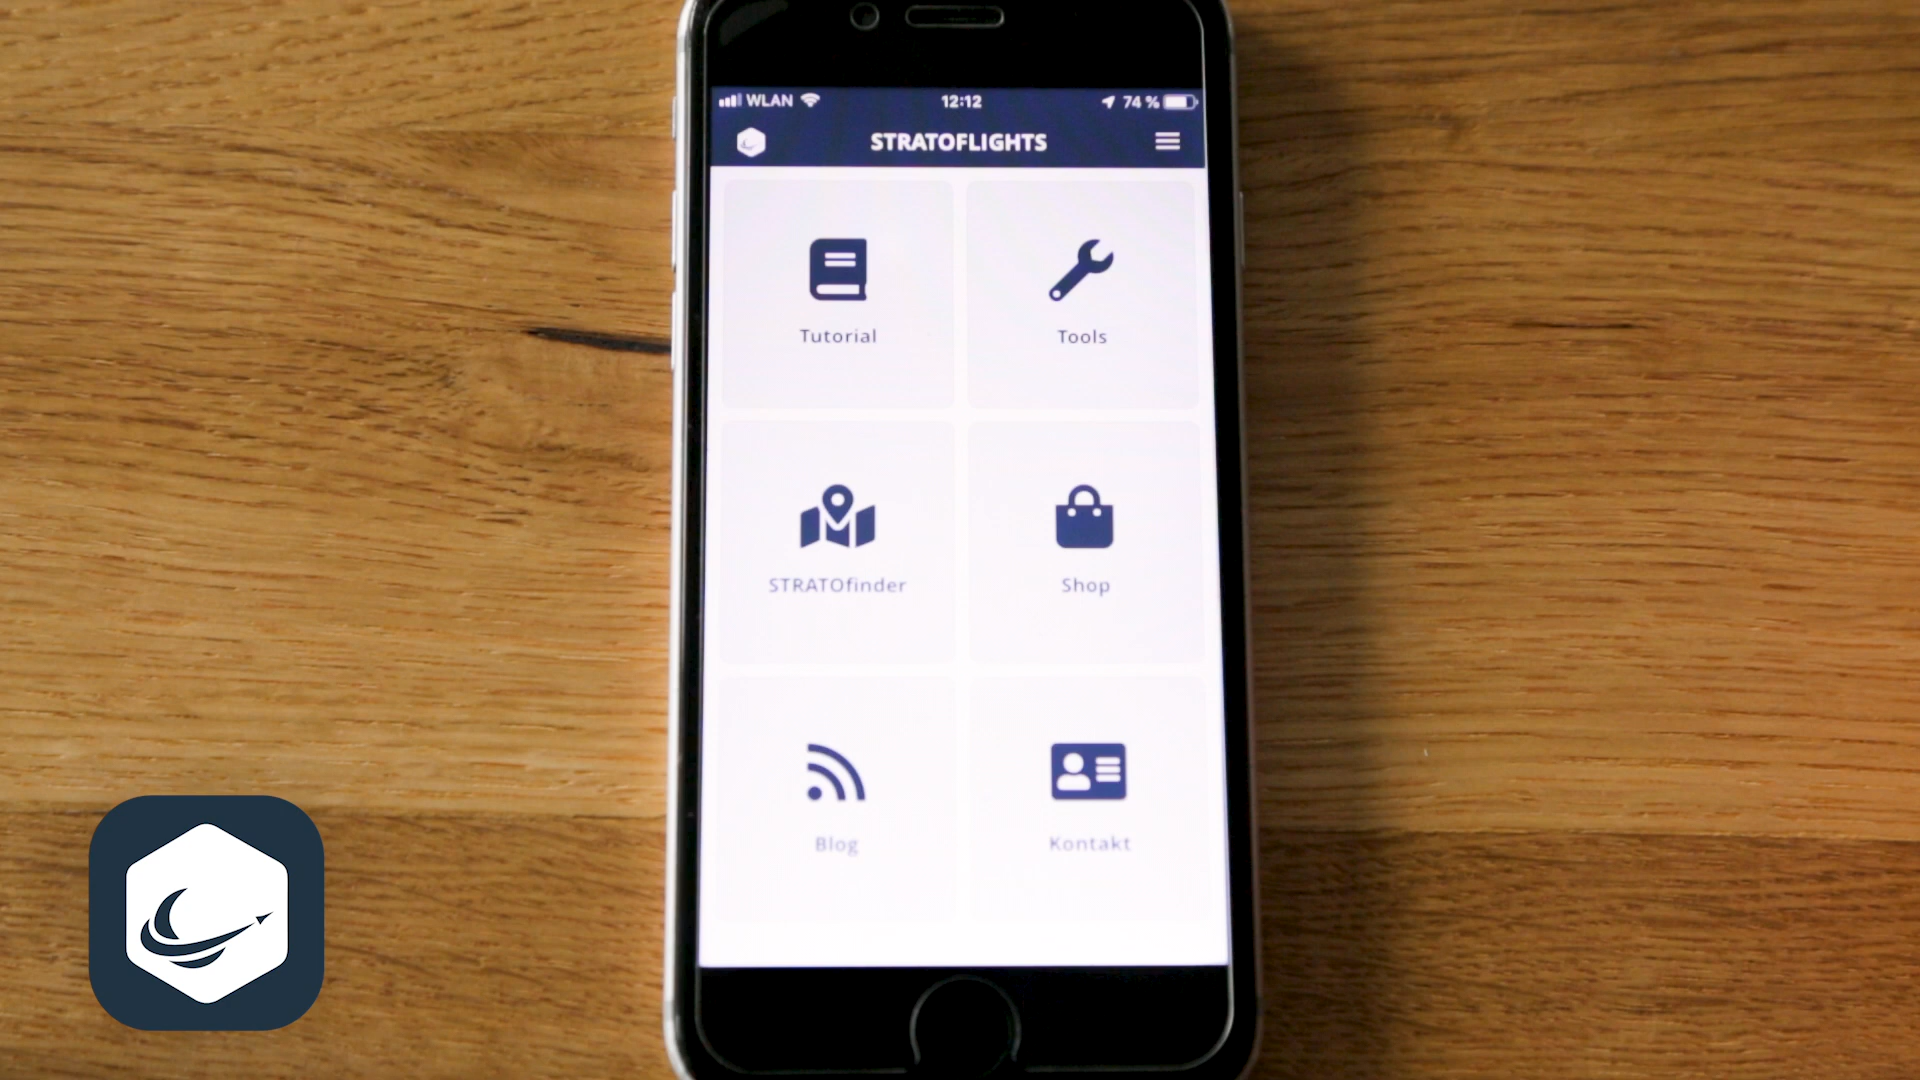 WLAN 12:12 74 %
STRATOFLIGHTS
Tutorial Tools
STRATOfinder Shop
Blog Kontakt